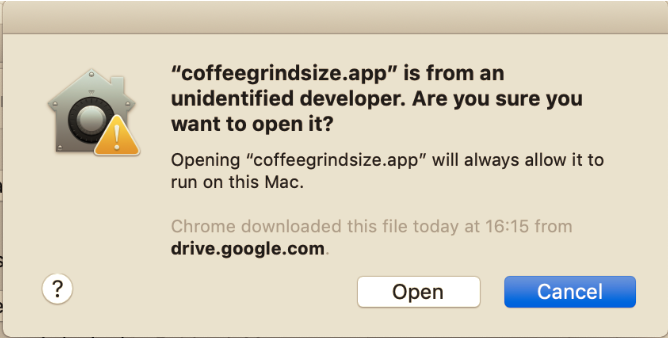 “coffeegrindsize.app” is from an
unidentified developer. Are you sure you
want to open it?
Opening “coffeegrindsize.app” will always allow it to
run on this Mac.
Chrome downloaded this file today at 16:15 from
drive.google.com.
?
Open
Cancel